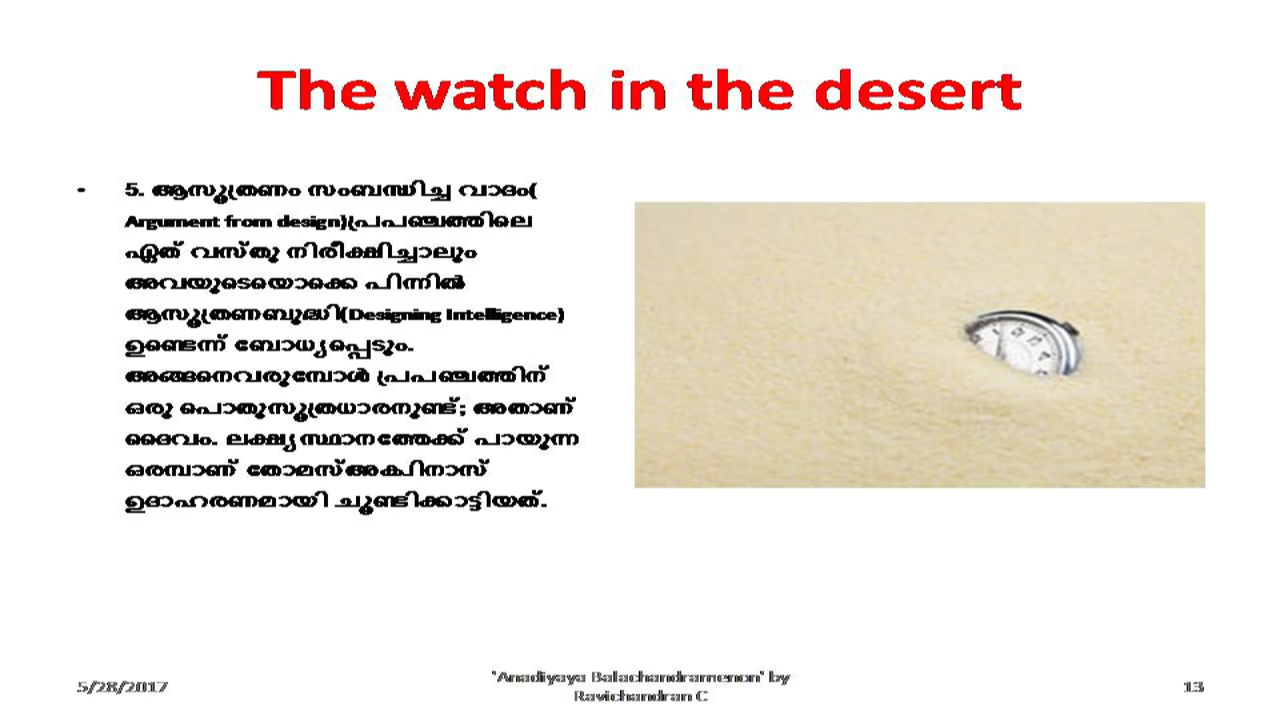 The watch in the desert
• 5. ആസൂത്രണം സംബന്ധിച്ച വാദം(
Argument from design)പ്രപഞ്ചത്തിലെ
ഏത് വസ്തു നിരീക്ഷിച്ചാലും
അവയുടെയൊക്കെ പിന്നിൽ
ആസൂത്രണബുദ്ധി(Designing Intelligence)
ഉണ്ടെന്ന് ബോധ്യപ്പെടും.
അങ്ങനെവരുമ്പോൾ പ്രപഞ്ചത്തിന്
ഒരു പൊതുസൂത്രധാരനുണ്ട്; അതാണ്
ദൈവം. ലക്ഷ്യസ്ഥാനത്തേക്ക് പായുന്ന
ഒരമ്പാണ് തോമസ്അക്വിനാസ്
ഉദാഹരണമായി ചൂണ്ടിക്കാട്ടിയത്.
5/28/2017
'Anadiyaya Balachandramenon' by
Ravichandran C
13